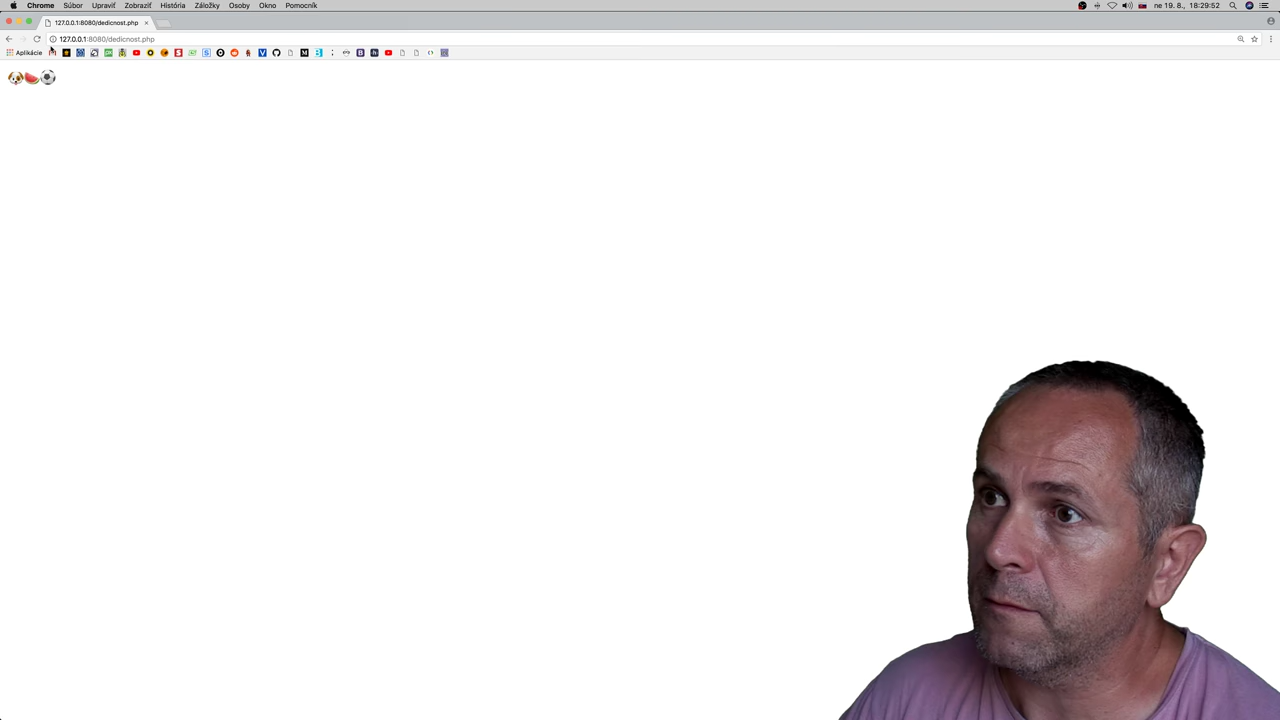 Chrome Súbor Upraviť Zobraziť História Záložky Osoby Okno Pomocník ne 19. 8., 18:29:52
127.0.0.1:8080/dedicnost.php
127.0.0.1:8080/dedicnost.php
Aplikácie